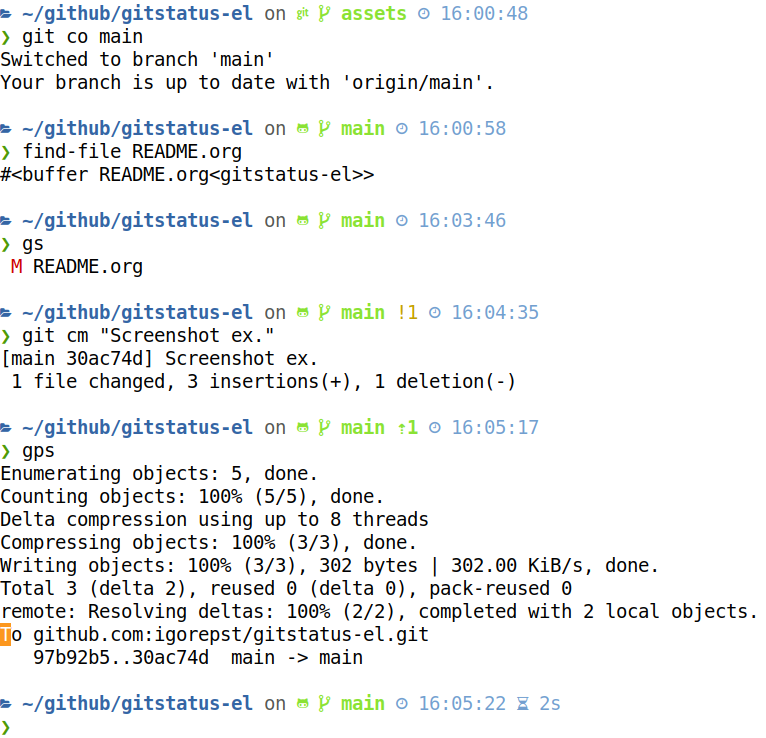 ~/github/gitstatus-el on git assets 16:00:48
❯ git co main
Switched to branch 'main'
Your branch is up to date with 'origin/main'.
~/github/gitstatus-el on main 16:00:58
❯ find-file README.org
#<buffer README.org<gitstatus-el>>
~/github/gitstatus-el on main 16:03:46
❯ gs
M README.org
~/github/gitstatus-el on main !1 16:04:35
❯ git cm "Screenshot ex."
[main 30ac74d] Screenshot ex.
1 file changed, 3 insertions(+), 1 deletion(-)
~/github/gitstatus-el on main ⇡1 16:05:17
❯ gps
Enumerating objects: 5, done.
Counting objects: 100% (5/5), done.
Delta compression using up to 8 threads
Compressing objects: 100% (3/3), done.
Writing objects: 100% (3/3), 302 bytes | 302.00 KiB/s, done.
Total 3 (delta 2), reused 0 (delta 0), pack-reused 0
remote: Resolving deltas: 100% (2/2), completed with 2 local objects.
To github.com:igorepst/gitstatus-el.git
97b92b5..30ac74d  main -> main
~/github/gitstatus-el on main 16:05:22 2s
❯